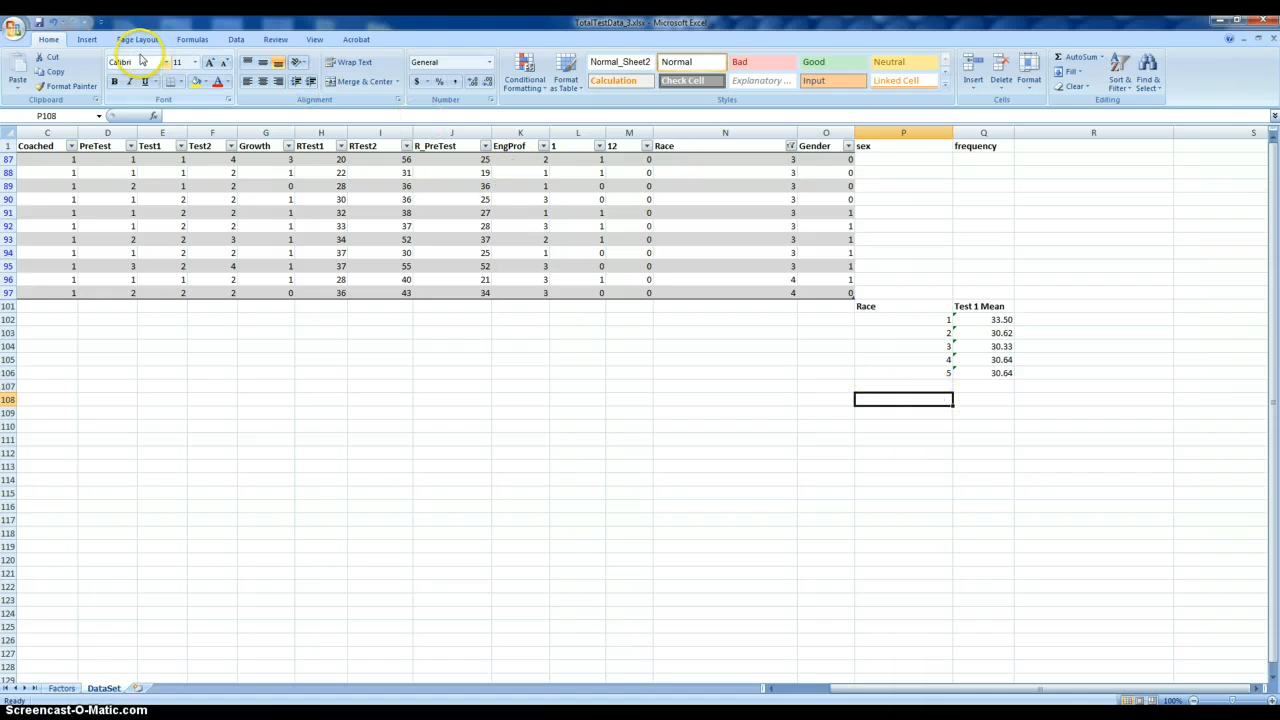 TotalTestData_3.xlsx - Microsoft Excel
Home Insert Page Layout Formulas Data Review View Acrobat
Paste Cut Copy Format Painter Clipboard
Calibri 11 B I U Font
Wrap Text Merge & Center Alignment
General $ % , Number
Conditional Formatting Format as Table
Normal_Sheet2 Normal Bad Good Neutral
Calculation Check Cell Explanatory ... Input Linked Cell
Styles
Insert Delete Format Cells
Σ AutoSum Fill Clear Sort & Filter Find & Select Editing
P108 fx
C D E F G H I J K L M N O P Q R S
1 Coached PreTest Test1 Test2 Growth RTest1 RTest2 R_PreTest EngProf 1 12 Race Gender sex frequency
87 1 1 1 4 3 20 56 25 2 1 0 3 0
88 1 1 1 2 1 22 31 19 1 1 0 3 0
89 1 2 1 2 0 28 36 36 1 0 0 3 0
90 1 1 2 2 1 30 36 25 3 0 0 3 0
91 1 1 2 2 1 32 38 27 1 1 0 3 1
92 1 1 2 2 1 33 37 28 3 1 0 3 1
93 1 2 2 3 1 34 52 37 2 1 0 3 1
94 1 1 2 2 1 37 30 25 1 0 0 3 1
95 1 3 2 4 1 37 55 52 3 0 0 3 1
96 1 1 1 2 1 28 40 21 3 1 0 4 1
97 1 2 2 2 0 36 43 34 3 0 0 4 0
101 Race Test 1 Mean
102 1 33.50
103 2 30.62
104 3 30.33
105 4 30.64
106 5 30.64
107
108
109
110
111
112
113
114
115
116
117
118
119
120
121
122
123
124
125
126
127
128
129
Factors DataSet
Ready 100%
Screencast-O-Matic.com